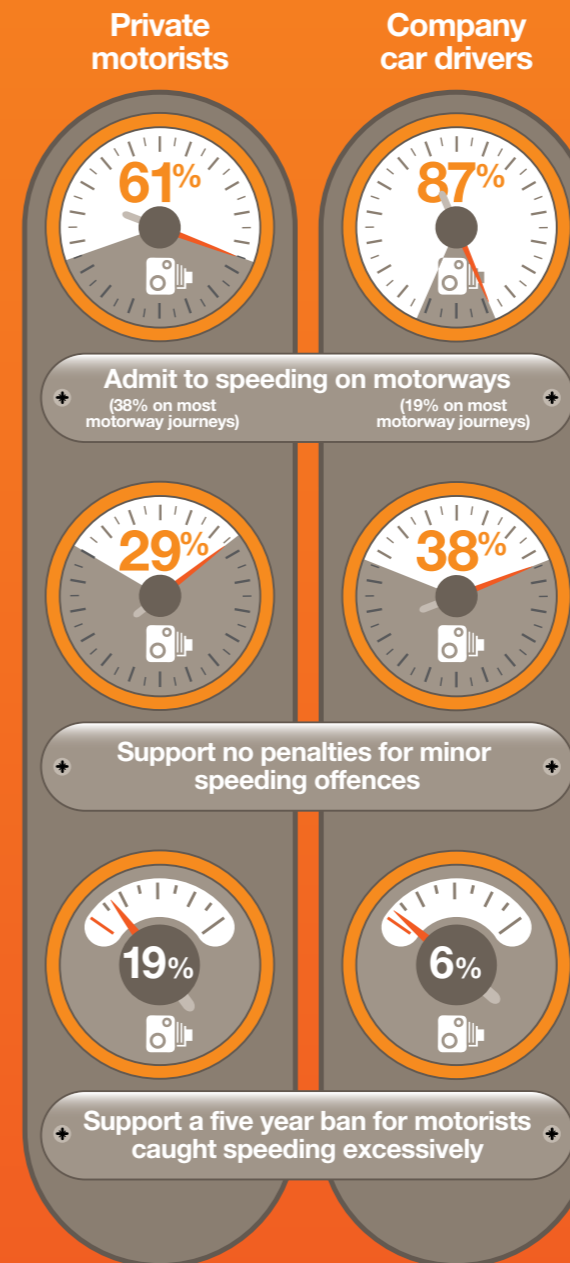 Private
motorists
Company
car drivers
61%
87%
Admit to speeding on motorways
(38% on most
motorway journeys)
(19% on most
motorway journeys)
29%
38%
Support no penalties for minor
speeding offences
19%
6%
Support a five year ban for motorists
caught speeding excessively